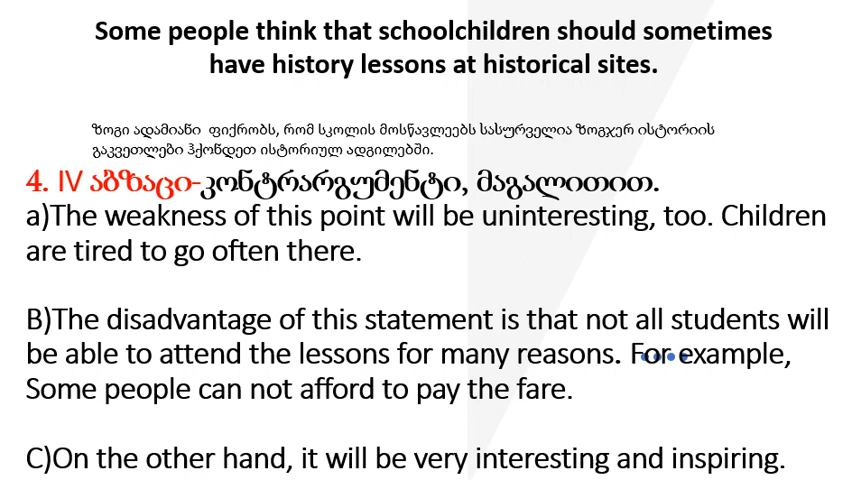 Some people think that schoolchildren should sometimes
have history lessons at historical sites.
ზოგი ადამიანი ფიქრობს, რომ სკოლის მოსწავლეებს სასურველია ზოგჯერ ისტორიის
გაკვეთლები ჰქონდეთ ისტორიულ ადგილებში.
4. IV აბზაცი-კონტრარგუმენტი, მაგალითით.
a)The weakness of this point will be uninteresting, too. Children
are tired to go often there.
B)The disadvantage of this statement is that not all students will
be able to attend the lessons for many reasons. For example,
Some people can not afford to pay the fare.
C)On the other hand, it will be very interesting and inspiring.